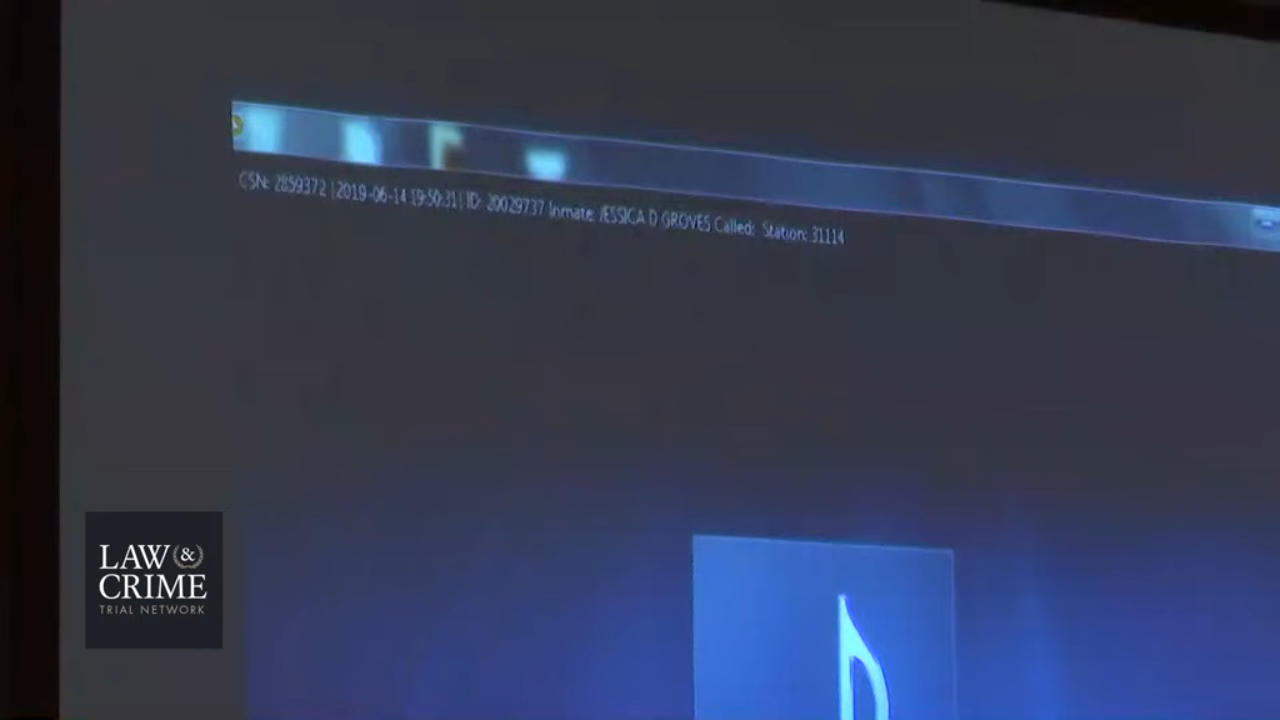 CSN: 2859372 | 2019-06-14 19:50:31 | ID: 20029737 Inmate: JESSICA D GROVES Called: Station: 31114
LAW &
CRIME
TRIAL NETWORK